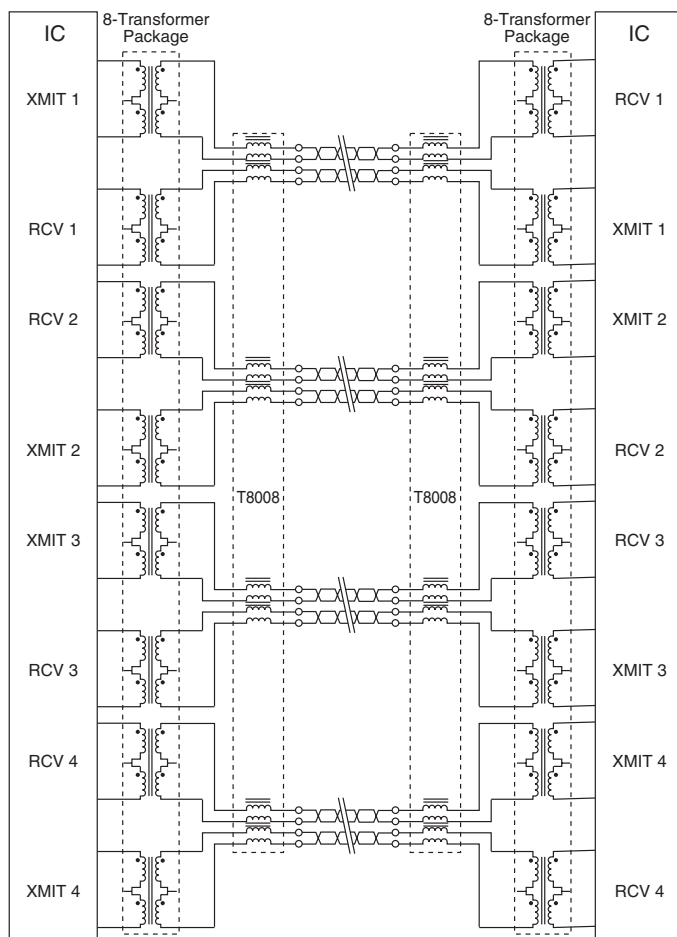 IC
8-Transformer
Package
8-Transformer
Package
IC
XMIT 1
RCV 1
RCV 1
XMIT 1
RCV 2
XMIT 2
XMIT 2
RCV 2
T8008
T8008
XMIT 3
RCV 3
RCV 3
XMIT 3
RCV 4
XMIT 4
XMIT 4
RCV 4